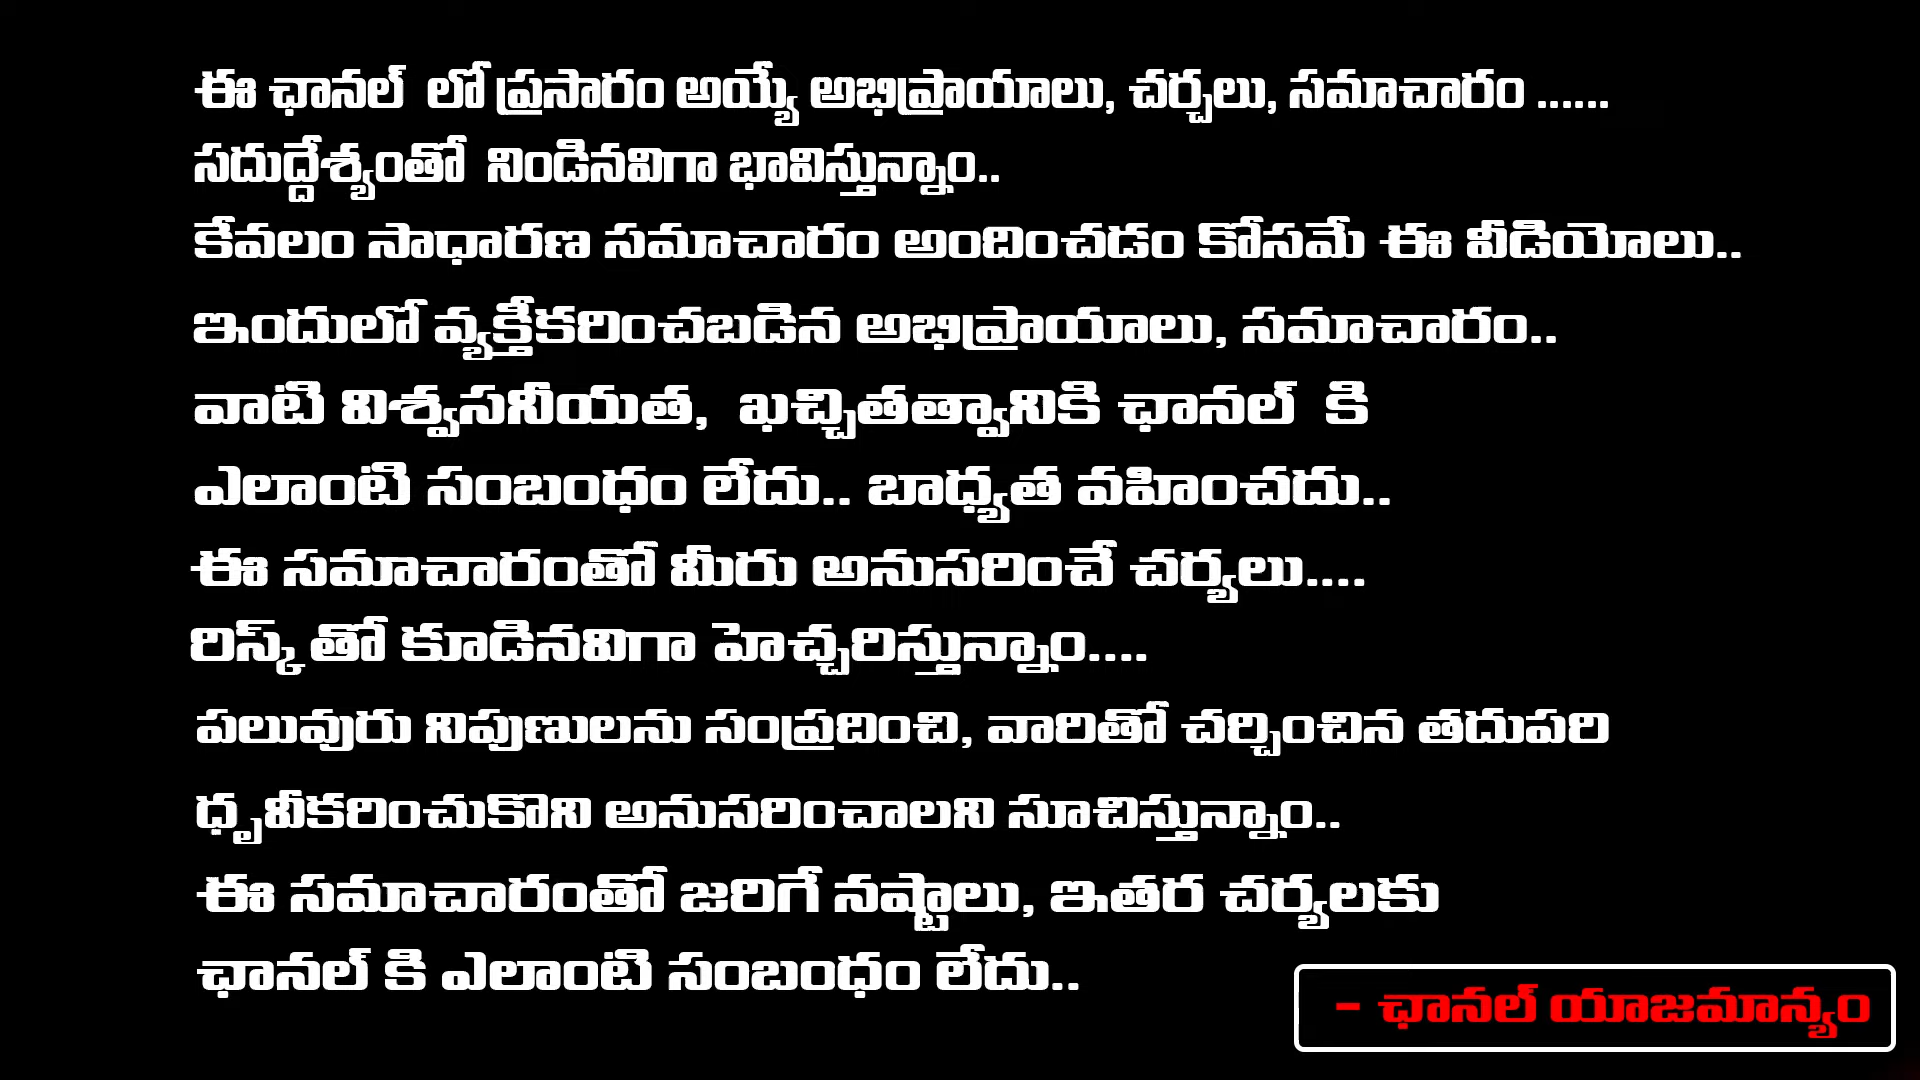 ఈ ఛానల్ లో ప్రసారం అయ్యే అభిప్రాయాలు, చర్చలు, సమాచారం ......
సదుద్దేశ్యంతో నిండినవిగా భావిస్తున్నాం..
కేవలం సాధారణ సమాచారం అందించడం కోసమే ఈ వీడియోలు..
ఇందులో వ్యక్తీకరించబడిన అభిప్రాయాలు, సమాచారం..
వాటి విశ్వసనీయత, ఖచ్చితత్వానికి ఛానల్ కి
ఎలాంటి సంబంధం లేదు.. బాధ్యత వహించదు..
ఈ సమాచారంతో మీరు అనుసరించే చర్యలు....
రిస్క్ తో కూడినవిగా హెచ్చరిస్తున్నాం....
పలువురు నిపుణులను సంప్రదించి, వారితో చర్చించిన తదుపరి
ధృవీకరించుకొని అనుసరించాలని సూచిస్తున్నాం..
ఈ సమాచారంతో జరిగే నష్టాలు, ఇతర చర్యలకు
ఛానల్ కి ఎలాంటి సంబంధం లేదు..
- ఛానల్ యాజమాన్యం